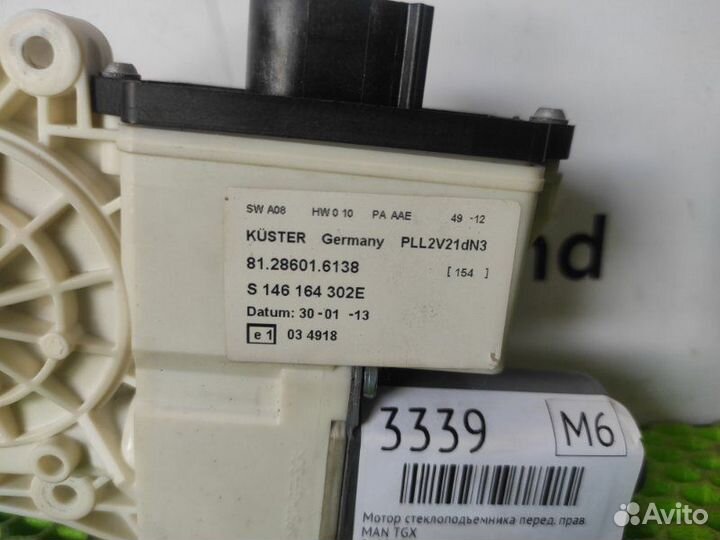 SW A08 HW 0 10 PA AAE 49 -12
KÜSTER Germany PLL2V21dN3
81.28601.6138 [ 154 ]
S 146 164 302E
Datum: 30 - 01 -13
e 1 03 4918
nd
3339 M6
Мотор стеклоподъемника перед. прав.
MAN TGX
Avito